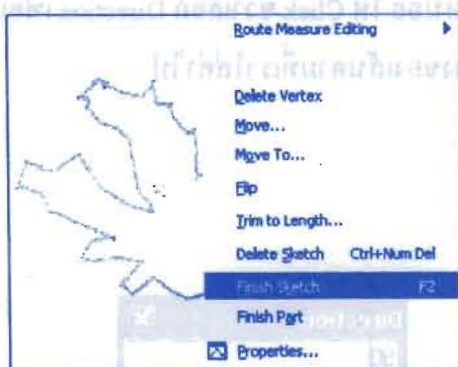 Route Measure Editing
Delete Vertex
Move...
Move To...
Flip
Trim to Length...
Delete Sketch Ctrl+Num Del
Finish Sketch F2
Finish Part
Properties...